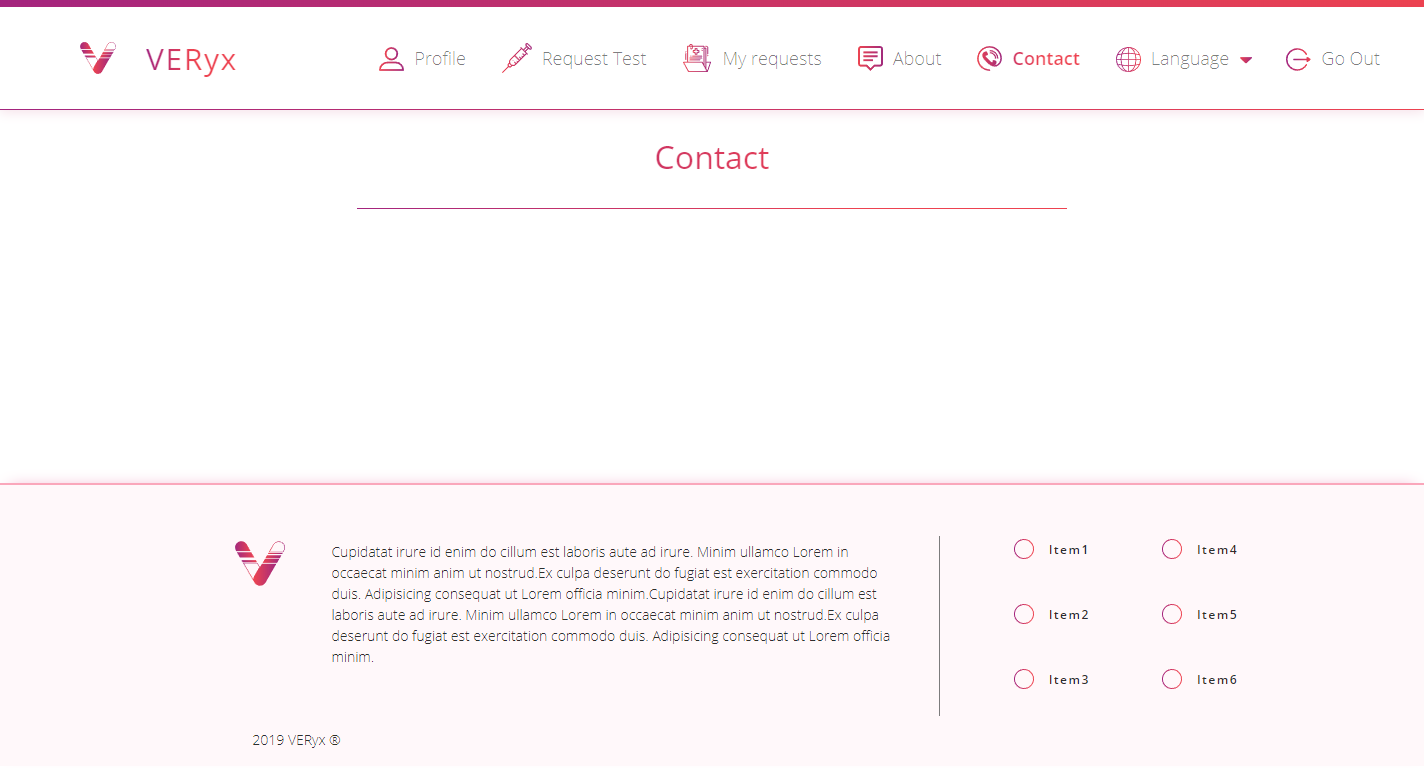 VERyx
Profile
Request Test
My requests
About
Contact
Language
Go Out
Contact
Cupidatat irure id enim do cillum est laboris aute ad irure. Minim ullamco Lorem in
occaecat minim anim ut nostrud.Ex culpa deserunt do fugiat est exercitation commodo
duis. Adipisicing consequat ut Lorem officia minim.Cupidatat irure id enim do cillum est
laboris aute ad irure. Minim ullamco Lorem in occaecat minim anim ut nostrud.Ex culpa
deserunt do fugiat est exercitation commodo duis. Adipisicing consequat ut Lorem officia
minim.
Item1
Item4
Item2
Item5
Item3
Item6
2019 VERyx ®